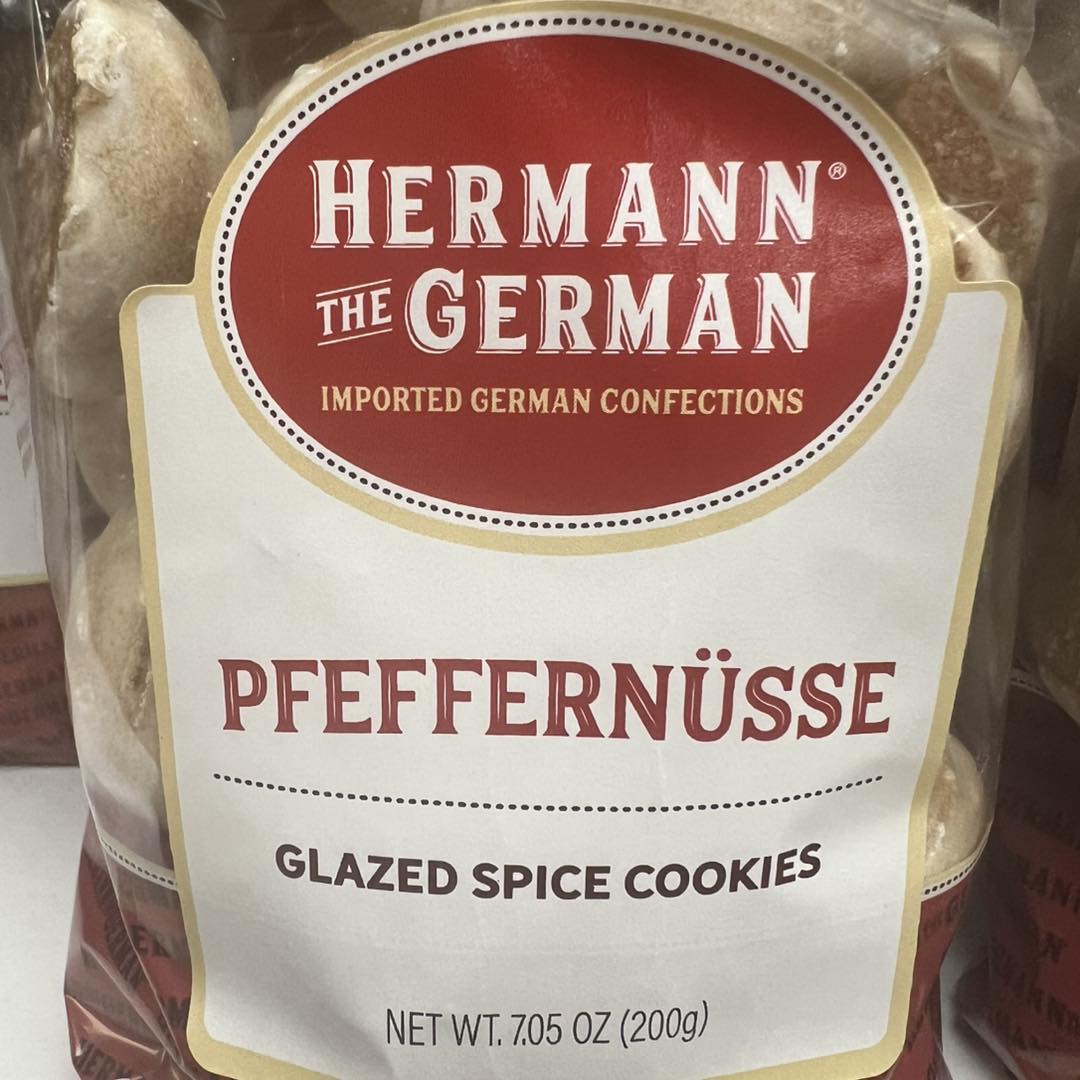 HERMANN®
THE GERMAN
IMPORTED GERMAN CONFECTIONS
PFEFFERNÜSSE
GLAZED SPICE COOKIES
NET WT. 7.05 OZ (200g)